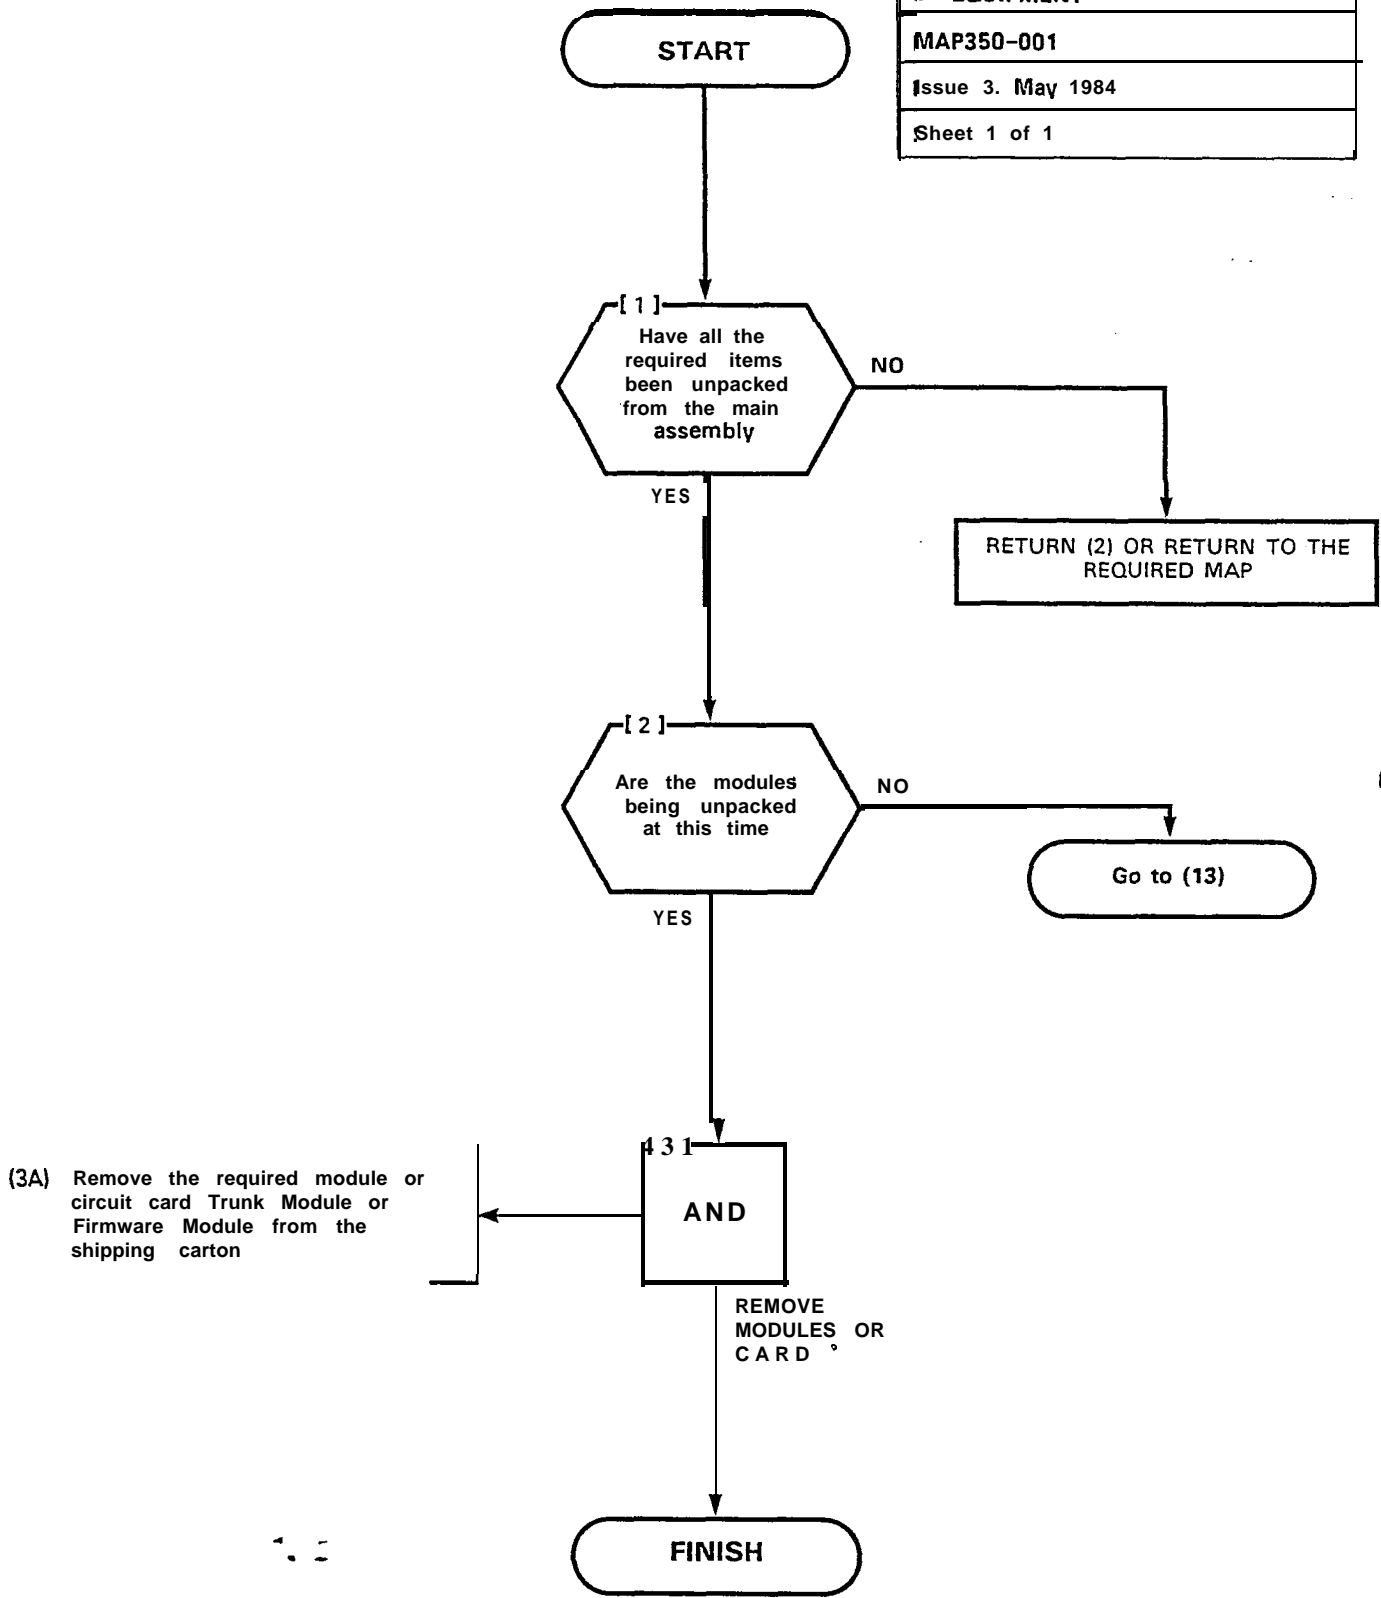 EQUIPMENT
MAP350-001
Issue 3. May 1984
Sheet 1 of 1
START
[ 1 ]
Have all the
required items
been unpacked
from the main
assembly
NO
YES
RETURN (2) OR RETURN TO THE
REQUIRED MAP
[ 2 ]
Are the modules
being unpacked
at this time
NO
YES
Go to (13)
431
AND
(3A) Remove the required module or
circuit card Trunk Module or
Firmware Module from the
shipping carton
REMOVE
MODULES OR
CARD
FINISH